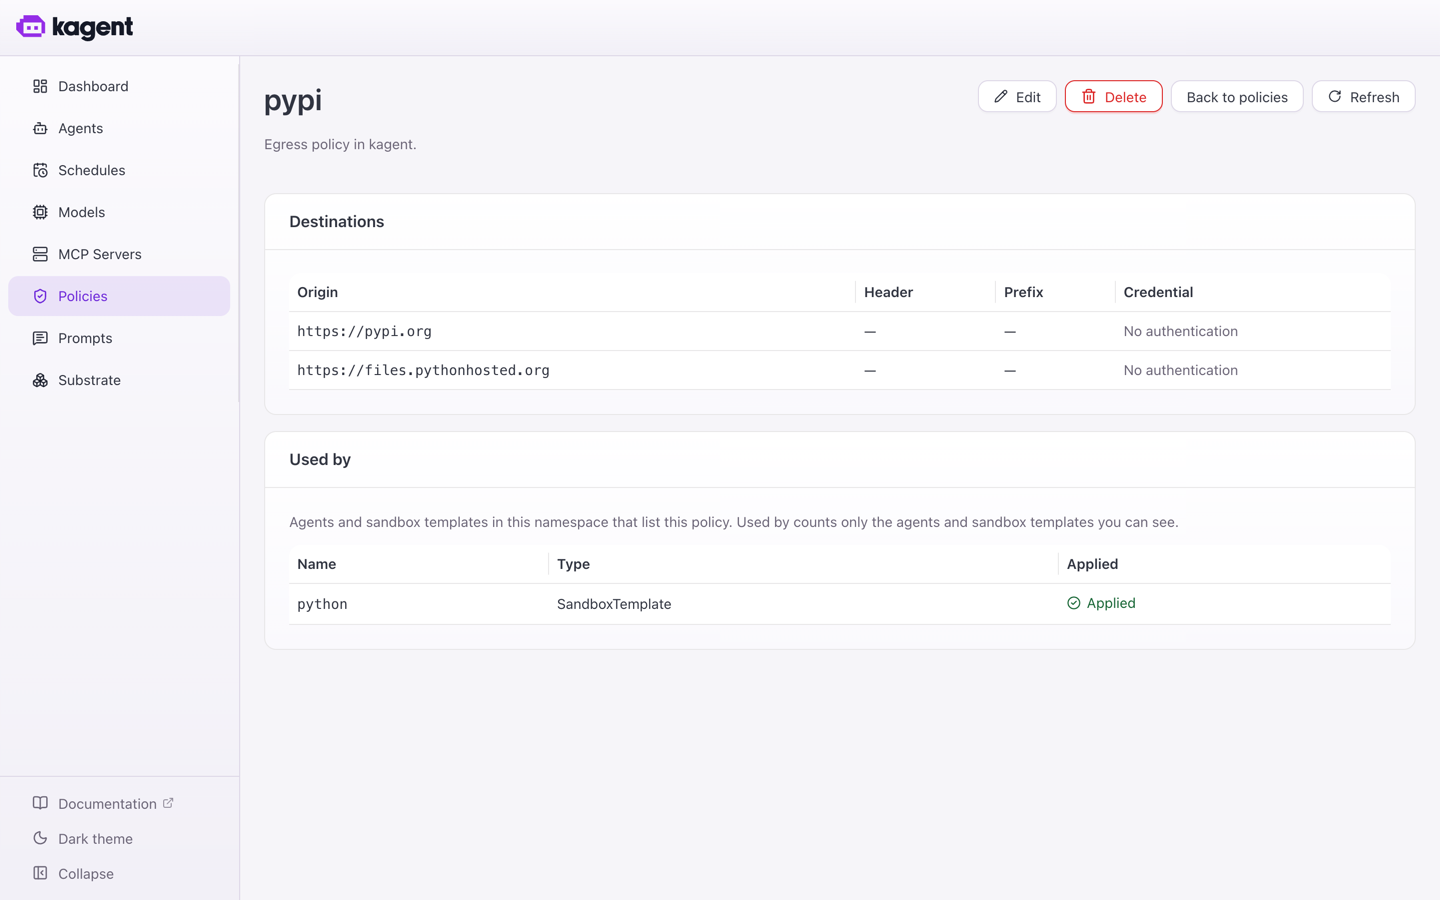 kagent
Dashboard
Agents
Schedules
Models
MCP Servers
Policies
Prompts
Substrate
Documentation
Dark theme
Collapse
pypi
Edit
Delete
Back to policies
Refresh
Egress policy in kagent.
Destinations
Origin Header Prefix Credential
https://pypi.org — — No authentication
https://files.pythonhosted.org — — No authentication
Used by
Agents and sandbox templates in this namespace that list this policy. Used by counts only the agents and sandbox templates you can see.
Name Type Applied
python SandboxTemplate Applied